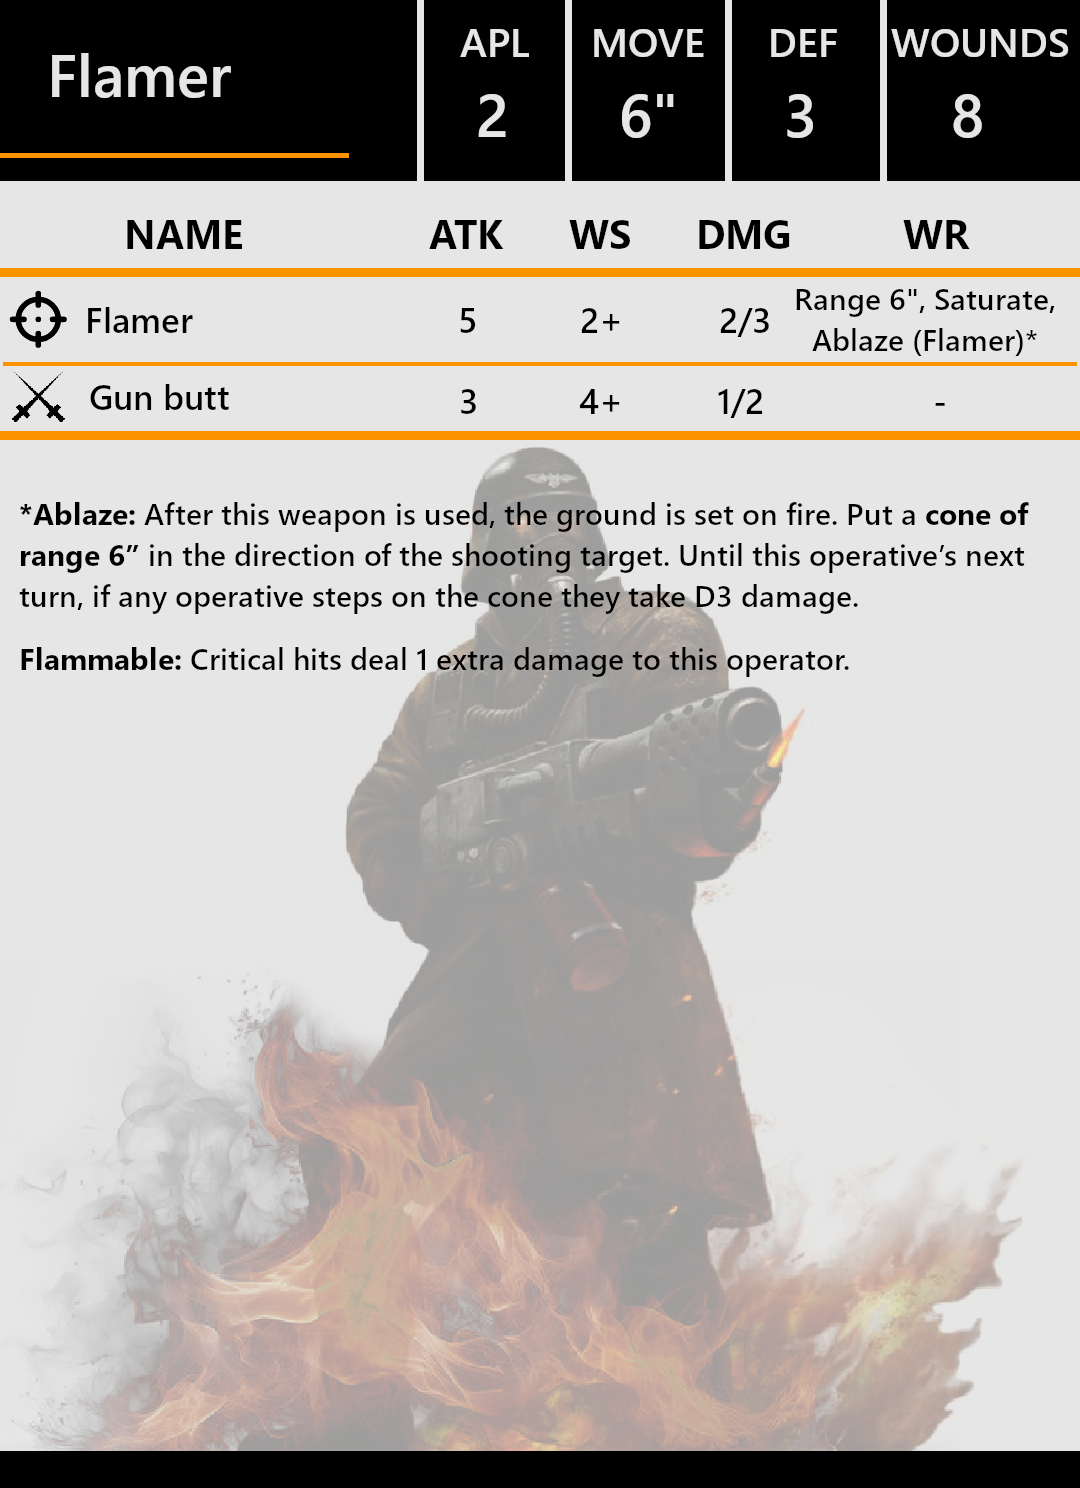 Flamer
APL
2
MOVE
6"
DEF
3
WOUNDS
8
NAME ATK WS DMG WR
Flamer 5 2+ 2/3 Range 6", Saturate,
Ablaze (Flamer)*
Gun butt 3 4+ 1/2 -
*Ablaze: After this weapon is used, the ground is set on fire. Put a cone of
range 6” in the direction of the shooting target. Until this operative’s next
turn, if any operative steps on the cone they take D3 damage.
Flammable: Critical hits deal 1 extra damage to this operator.